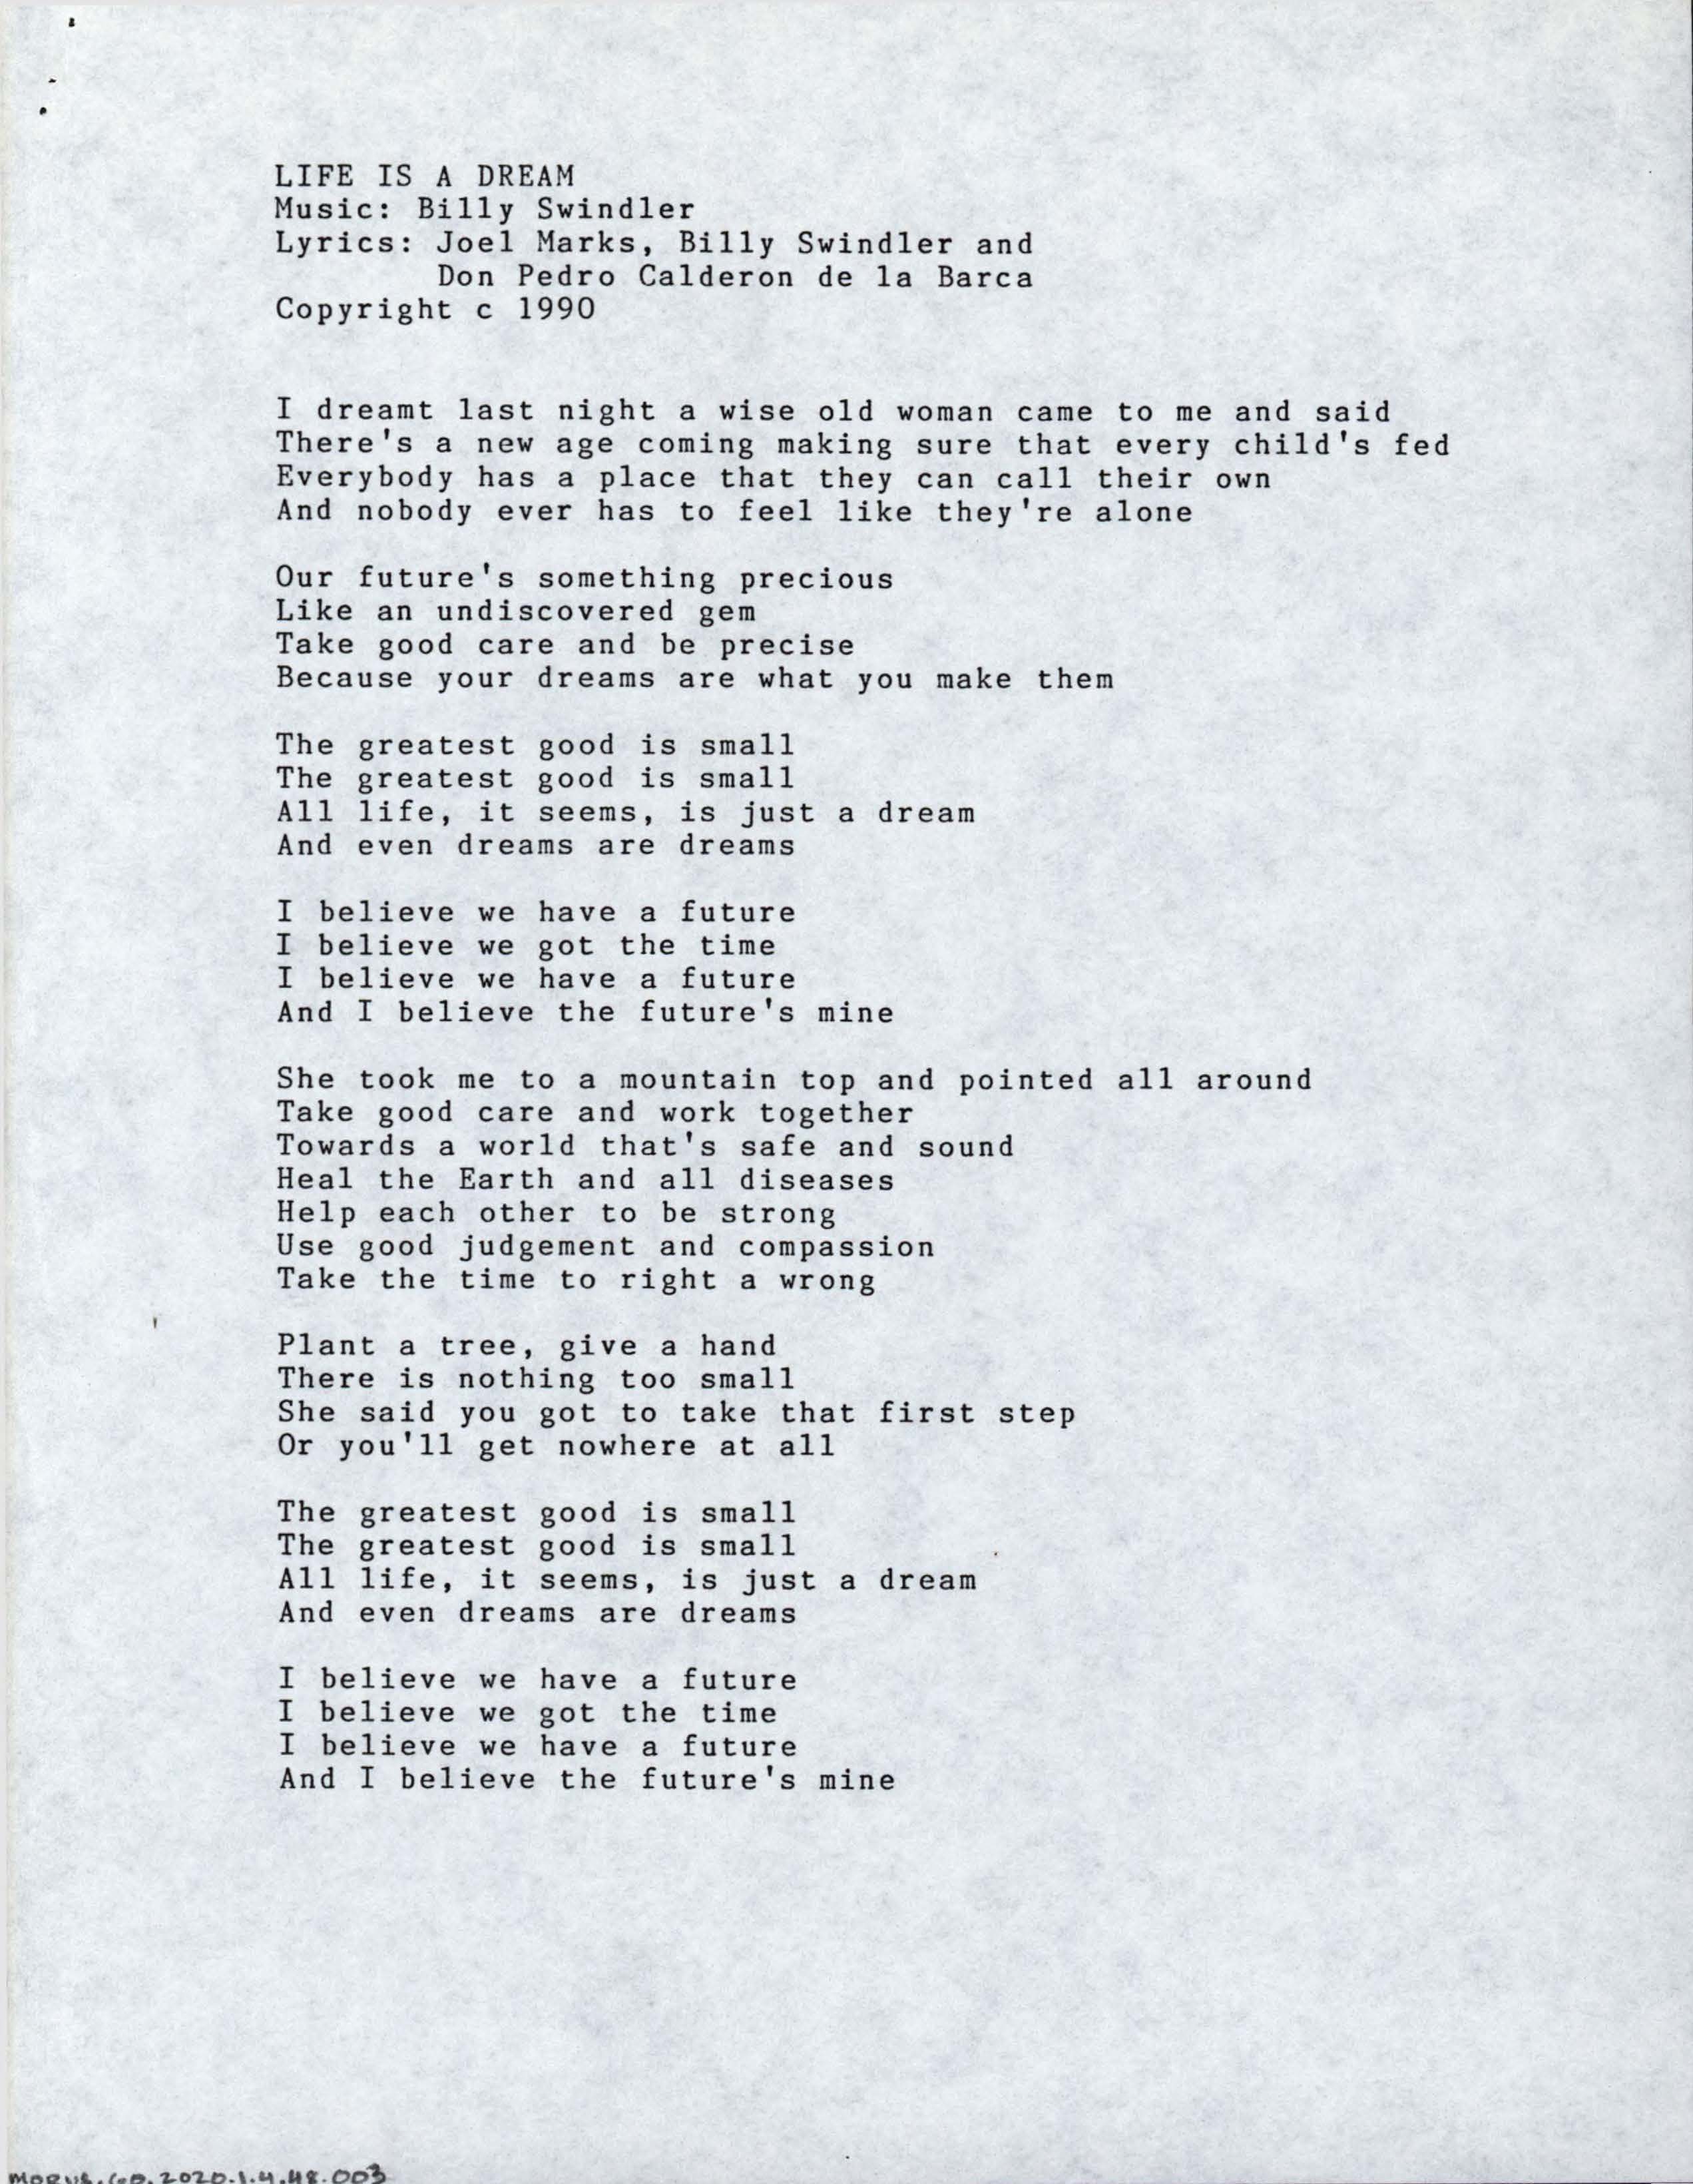 LIFE IS A DREAM
Music: Billy Swindler
Lyrics: Joel Marks, Billy Swindler and
Don Pedro Calderon de la Barca
Copyright c 1990
I dreamt last night a wise old woman came to me and said
There's a new age coming making sure that every child's fed
Everybody has a place that they can call their own
And nobody ever has to feel like they're alone
Our future's something precious
Like an undiscovered gem
Take good care and be precise
Because your dreams are what you make them
The greatest good is small
The greatest good is small
All life, it seems, is just a dream
And even dreams are dreams
I believe we have a future
I believe we got the time
I believe we have a future
And I believe the future's mine
She took me to a mountain top and pointed all around
Take good care and work together
Towards a world that's safe and sound
Heal the Earth and all diseases
Help each other to be strong
Use good judgement and compassion
Take the time to right a wrong
Plant a tree, give a hand
There is nothing too small
She said you got to take that first step
Or you'll get nowhere at all
The greatest good is small
The greatest good is small
All life, it seems, is just a dream
And even dreams are dreams
I believe we have a future
I believe we got the time
I believe we have a future
And I believe the future's mine
2020.1.4.48.003